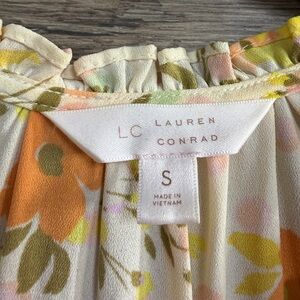 LC LAUREN
CONRAD
S
MADE IN
VIETNAM